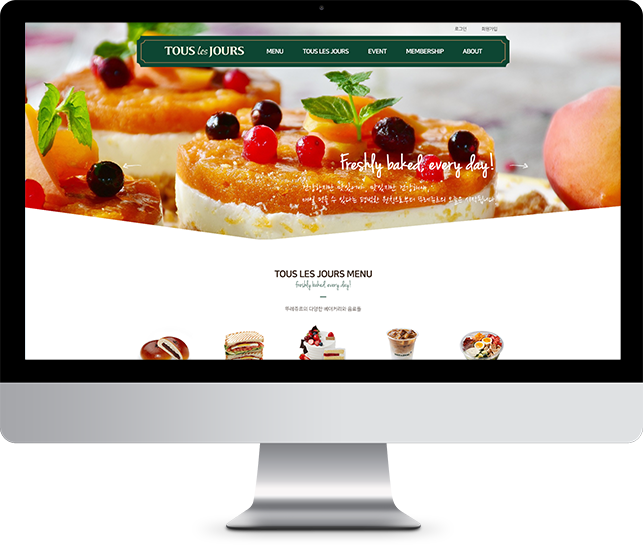 로그인 회원가입
TOUS les JOURS MENU TOUS LES JOURS EVENT MEMBERSHIP ABOUT
Freshly baked, every day!
TOUS LES JOURS MENU
freshly baked, every day!
뚜레쥬르의 다양한 베이커리와 음료들